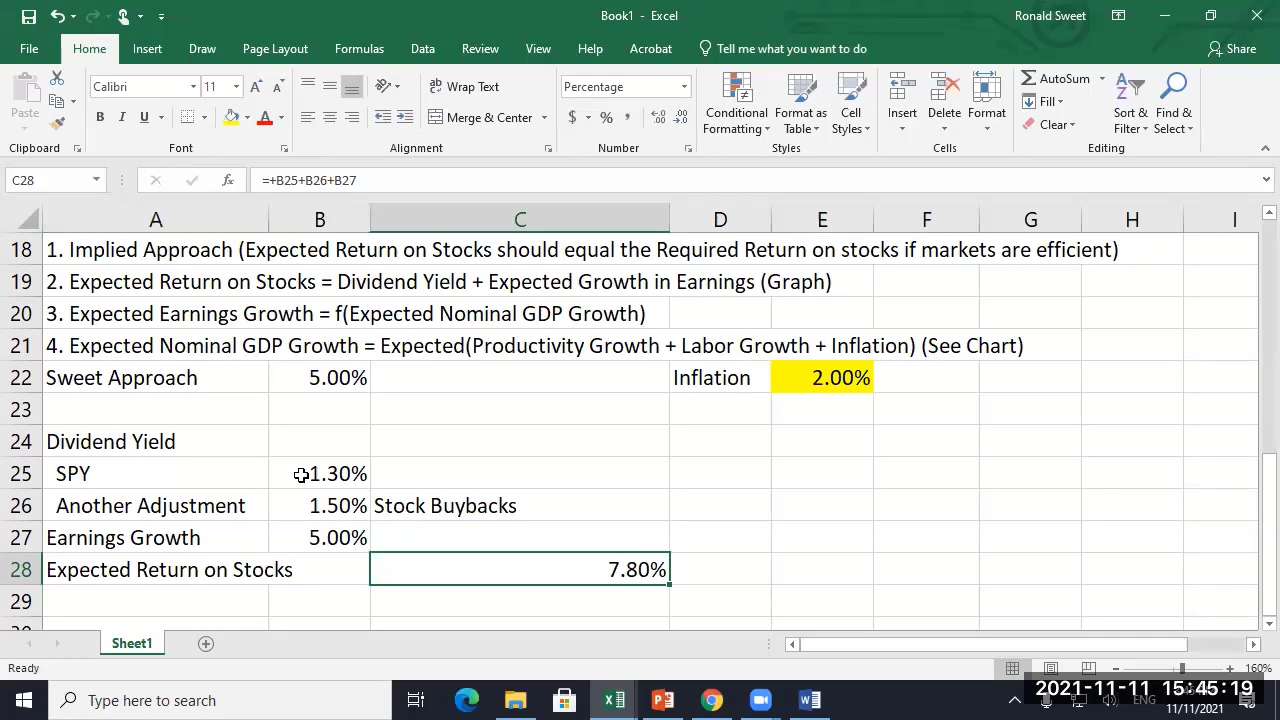 Book1 - Excel
Ronald Sweet
File Home Insert Draw Page Layout Formulas Data Review View Help Acrobat Tell me what you want to do Share
Paste
Clipboard
Calibri 11
B I U
Font
Wrap Text
Merge & Center
Alignment
Percentage
$ % ,
Number
Conditional Formatting
Format as Table
Cell Styles
Styles
Insert Delete Format
Cells
AutoSum
Fill
Clear
Sort & Filter
Find & Select
Editing
C28 fx =+B25+B26+B27
A B C D E F G H I
18 1. Implied Approach (Expected Return on Stocks should equal the Required Return on stocks if markets are efficient)
19 2. Expected Return on Stocks = Dividend Yield + Expected Growth in Earnings (Graph)
20 3. Expected Earnings Growth = f(Expected Nominal GDP Growth)
21 4. Expected Nominal GDP Growth = Expected(Productivity Growth + Labor Growth + Inflation) (See Chart)
22 Sweet Approach 5.00% Inflation 2.00%
23
24 Dividend Yield
25 SPY 1.30%
26 Another Adjustment 1.50% Stock Buybacks
27 Earnings Growth 5.00%
28 Expected Return on Stocks 7.80%
29
Sheet1
Ready
160%
Type here to search
2021-11-11 15:45:19
ENG
11/11/2021